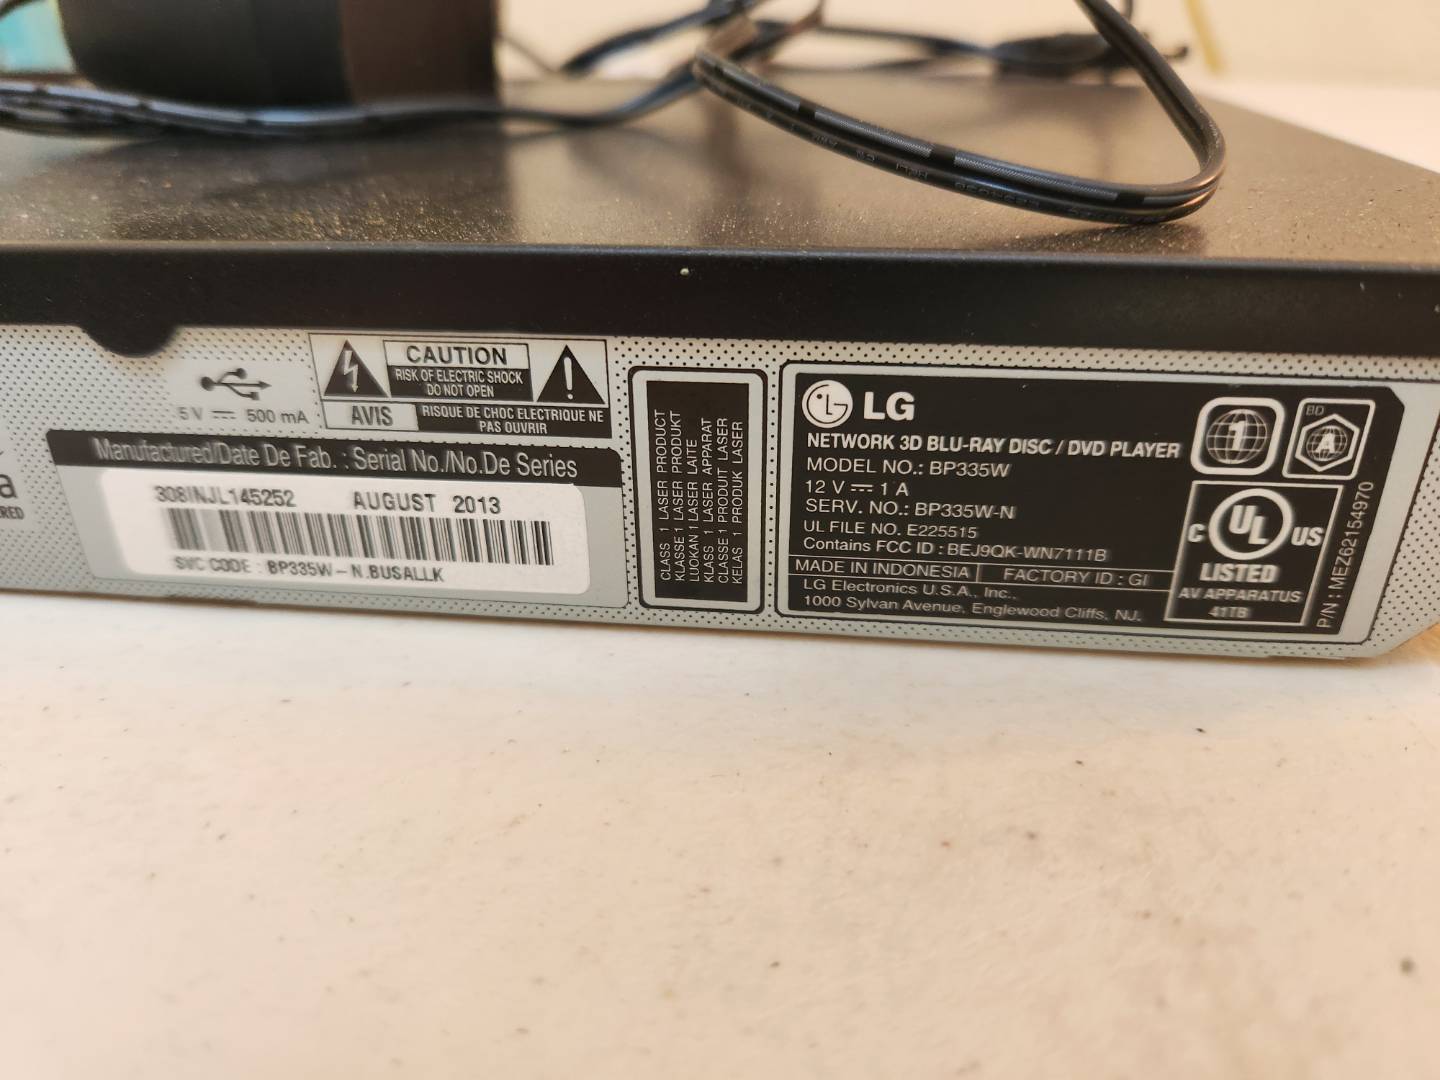 5 V ⎓ 500 mA
CAUTION
RISK OF ELECTRIC SHOCK
DO NOT OPEN
AVIS
RISQUE DE CHOC ELECTRIQUE NE
PAS OUVRIR
Manufactured/Date De Fab. : Serial No./No.De Series
308INJL145252 AUGUST 2013
SVC CODE : BP335W-N.BUSALLK
CLASS 1 LASER PRODUCT
KLASSE 1 LASER PRODUKT
LUOKAN 1 LASER LAITE
KLASS 1 LASER APPARAT
CLASS 1 PRODUIT LASER
KELAS 1 PRODUK LASER
LG
NETWORK 3D BLU-RAY DISC / DVD PLAYER
MODEL NO.: BP335W
12 V ⎓ 1 A
SERV. NO.: BP335W-N
UL FILE NO. E225515
Contains FCC ID : BEJ9QK-WN7111B
MADE IN INDONESIA FACTORY ID : GI
LG Electronics U.S.A., Inc.,
1000 Sylvan Avenue, Englewood Cliffs, NJ.
1
BD
A
C UL US
LISTED
AV APPARATUS
41TB
P/N : MEZ62154970